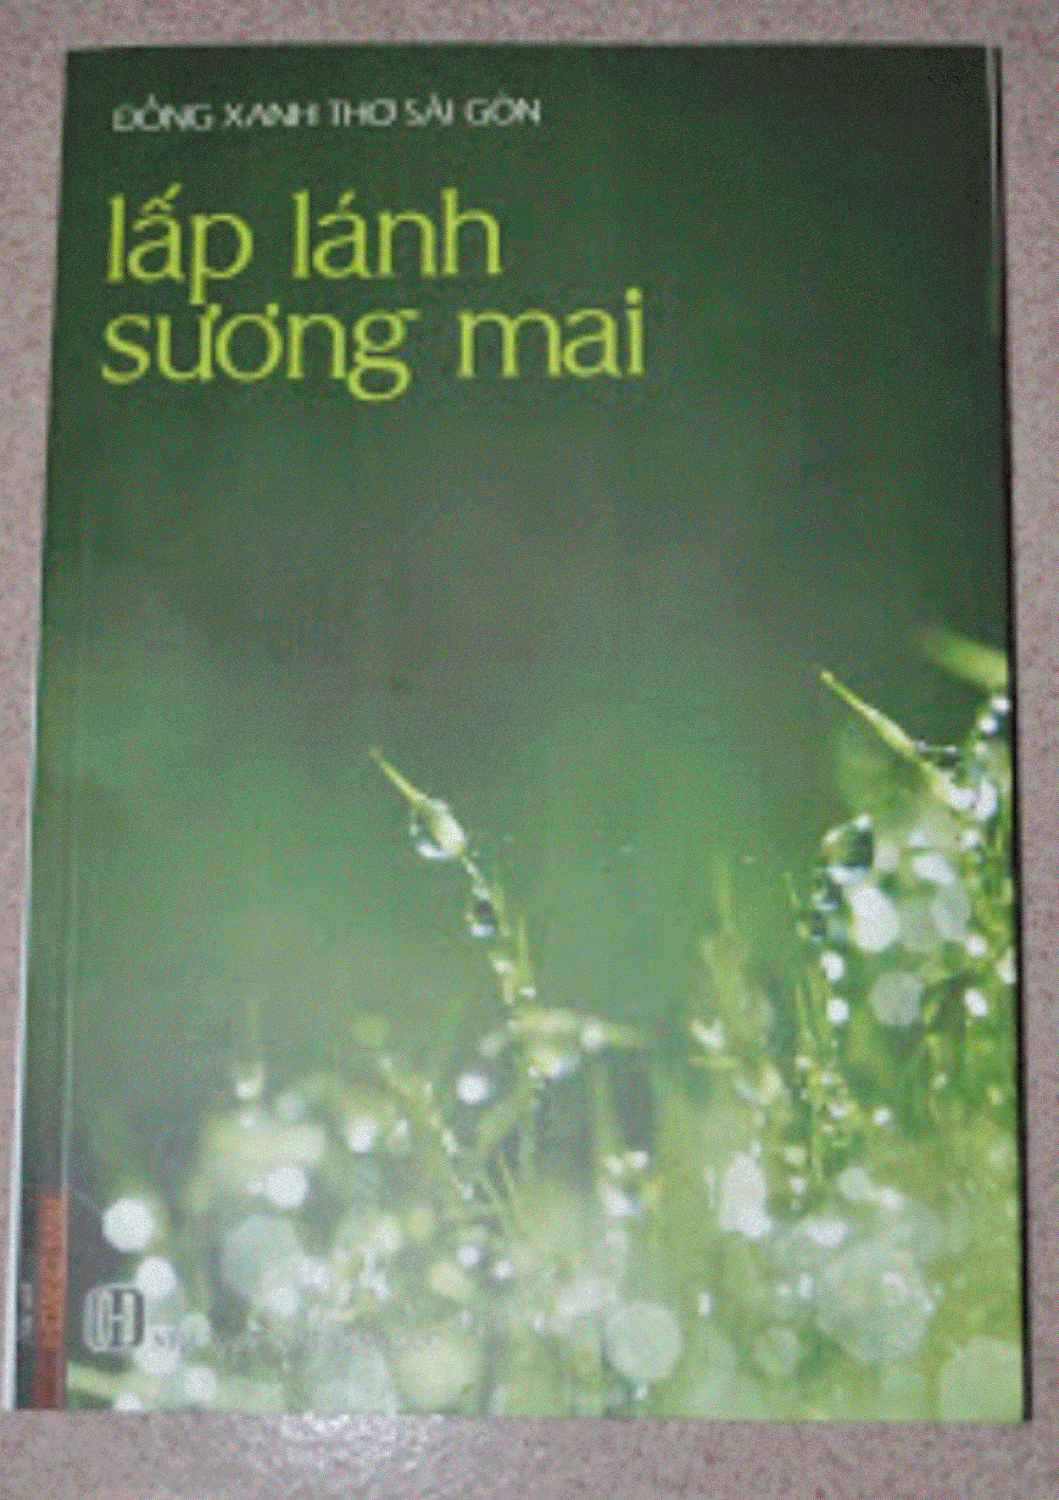 ĐỒNG XANH THƠ SÀI GÒN
lấp lánh
sương mai